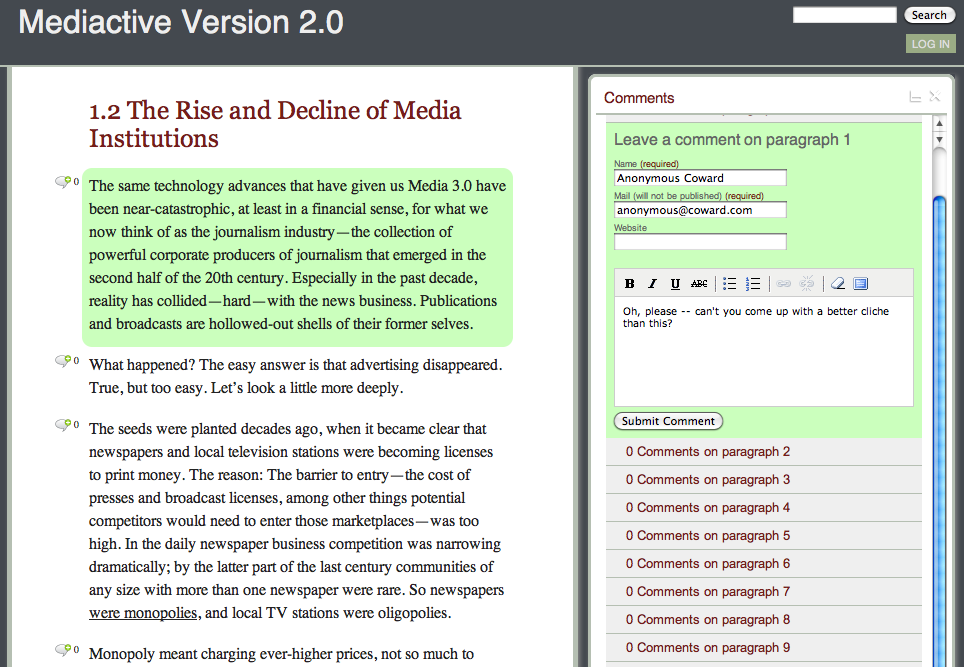 Mediactive Version 2.0
Search
LOG IN
1.2 The Rise and Decline of Media
Institutions
0
The same technology advances that have given us Media 3.0 have
been near-catastrophic, at least in a financial sense, for what we
now think of as the journalism industry—the collection of
powerful corporate producers of journalism that emerged in the
second half of the 20th century. Especially in the past decade,
reality has collided—hard—with the news business. Publications
and broadcasts are hollowed-out shells of their former selves.
0
What happened? The easy answer is that advertising disappeared.
True, but too easy. Let's look a little more deeply.
0
The seeds were planted decades ago, when it became clear that
newspapers and local television stations were becoming licenses
to print money. The reason: The barrier to entry—the cost of
presses and broadcast licenses, among other things potential
competitors would need to enter those marketplaces—was too
high. In the daily newspaper business competition was narrowing
dramatically; by the latter part of the last century communities of
any size with more than one newspaper were rare. So newspapers
were monopolies, and local TV stations were oligopolies.
0
Monopoly meant charging ever-higher prices, not so much to
Comments
Leave a comment on paragraph 1
Name (required)
Anonymous Coward
Mail (will not be published) (required)
anonymous@coward.com
Website
B I U ABC
Oh, please -- can't you come up with a better cliche
than this?
Submit Comment
0 Comments on paragraph 2
0 Comments on paragraph 3
0 Comments on paragraph 4
0 Comments on paragraph 5
0 Comments on paragraph 6
0 Comments on paragraph 7
0 Comments on paragraph 8
0 Comments on paragraph 9